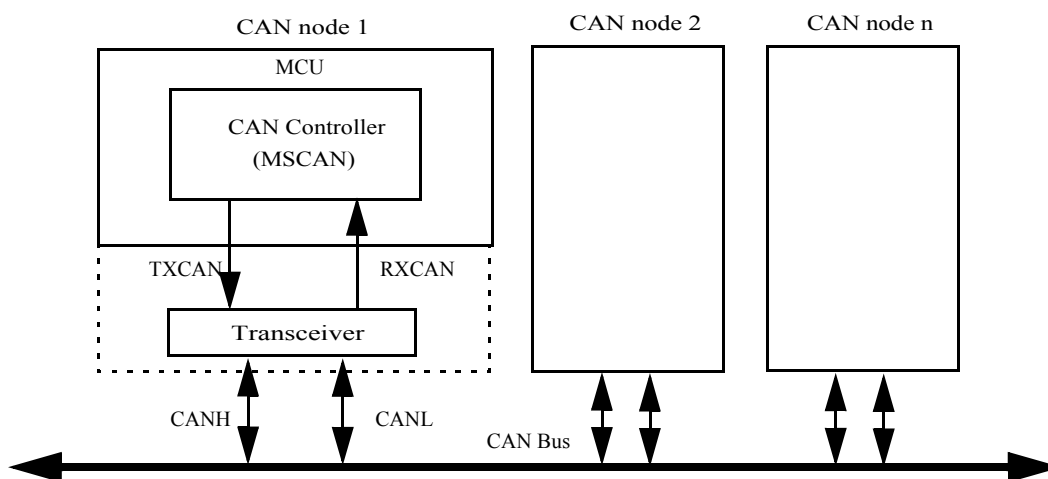 CAN node 1
CAN node 2
CAN node n
MCU
CAN Controller
(MSCAN)
TXCAN
RXCAN
Transceiver
CANH
CANL
CAN Bus